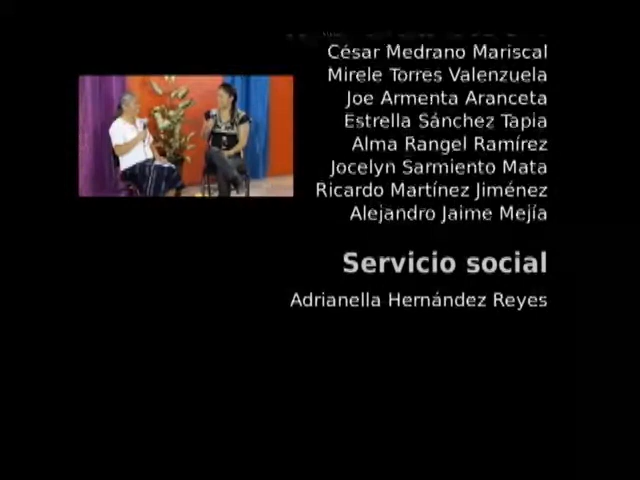 César Medrano Mariscal
Mirele Torres Valenzuela
Joe Armenta Aranceta
Estrella Sánchez Tapia
Alma Rangel Ramírez
Jocelyn Sarmiento Mata
Ricardo Martínez Jiménez
Alejandro Jaime Mejía
Servicio social
Adrianella Hernández Reyes